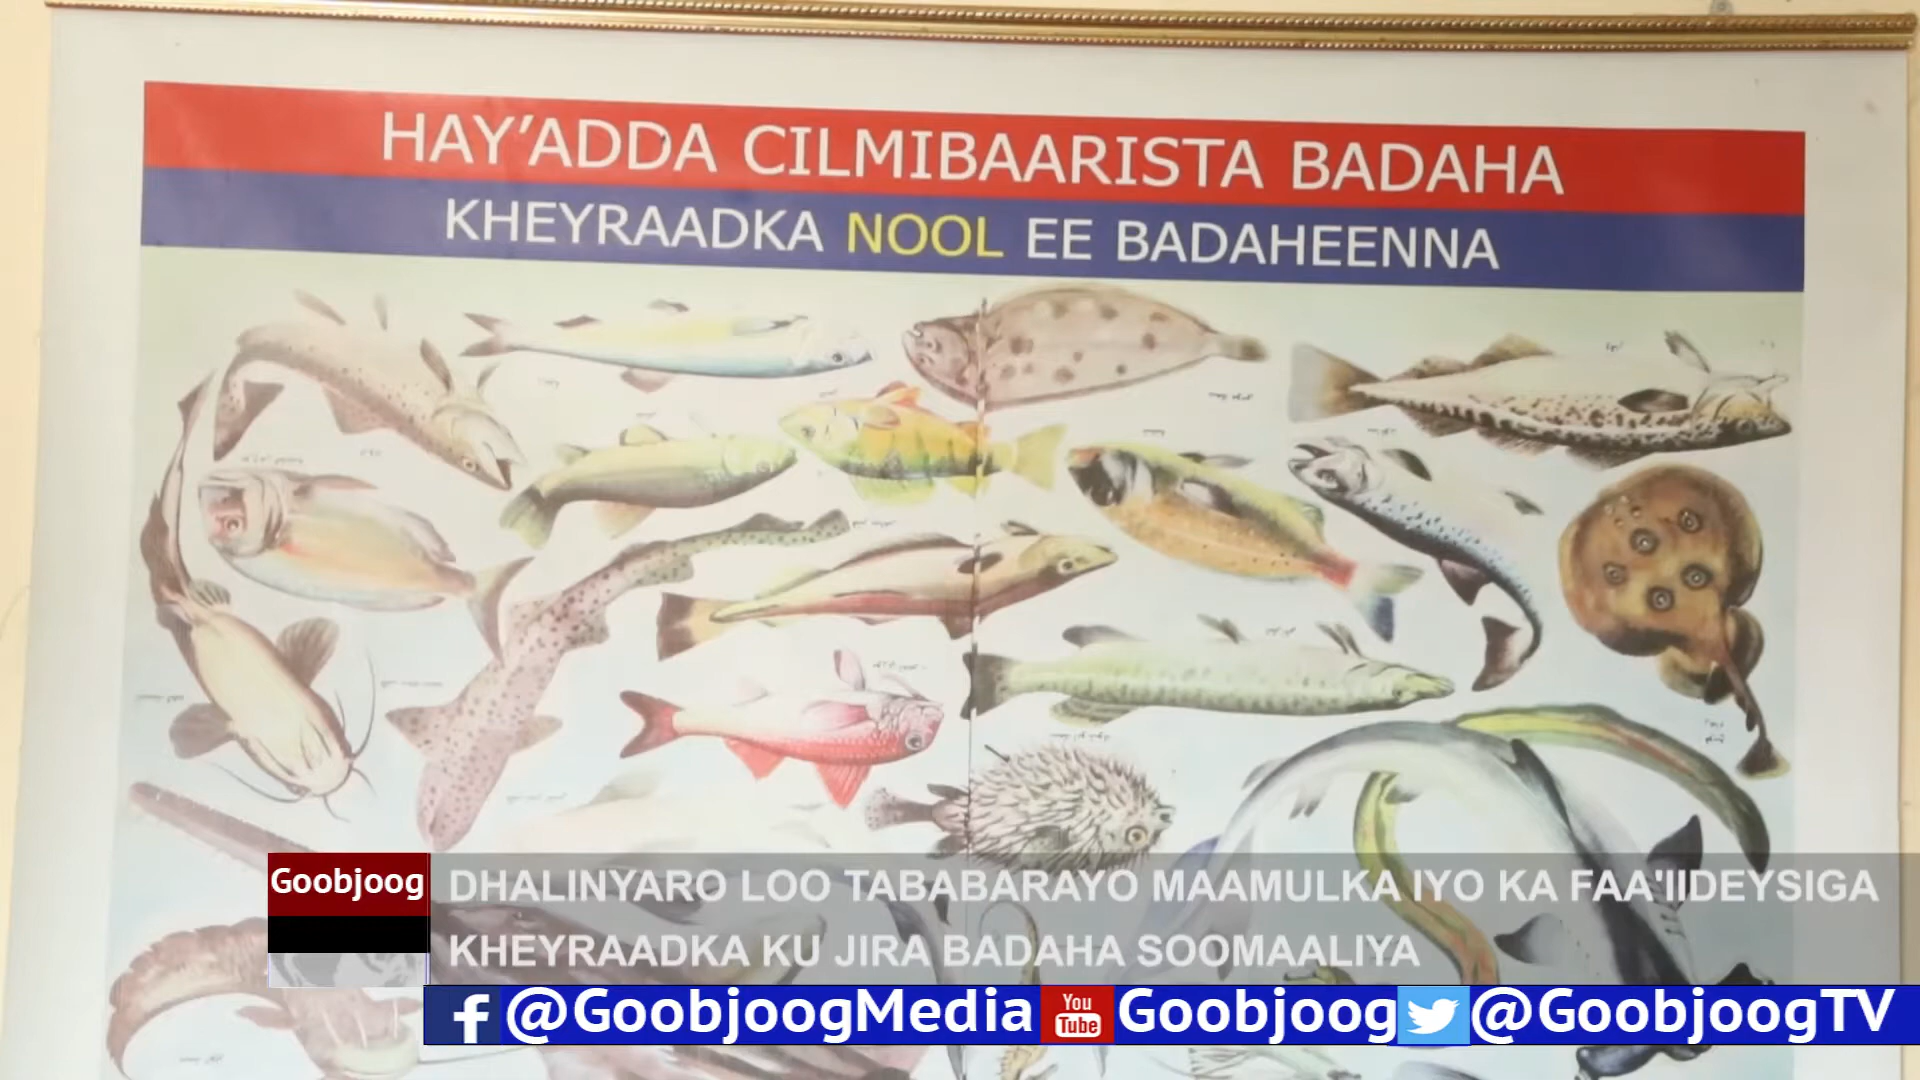 HAY'ADDA CILMIBAARISTA BADAHA
KHEYRAADKA NOOL EE BADAHEENNA
Goobjoog
DHALINYARO LOO TABABARAYO MAAMULKA IYO KA FAA'IIDEYSIGA
KHEYRAADKA KU JIRA BADAHA SOOMAALIYA
f @GoobjoogMedia You Tube Goobjoog @GoobjoogTV